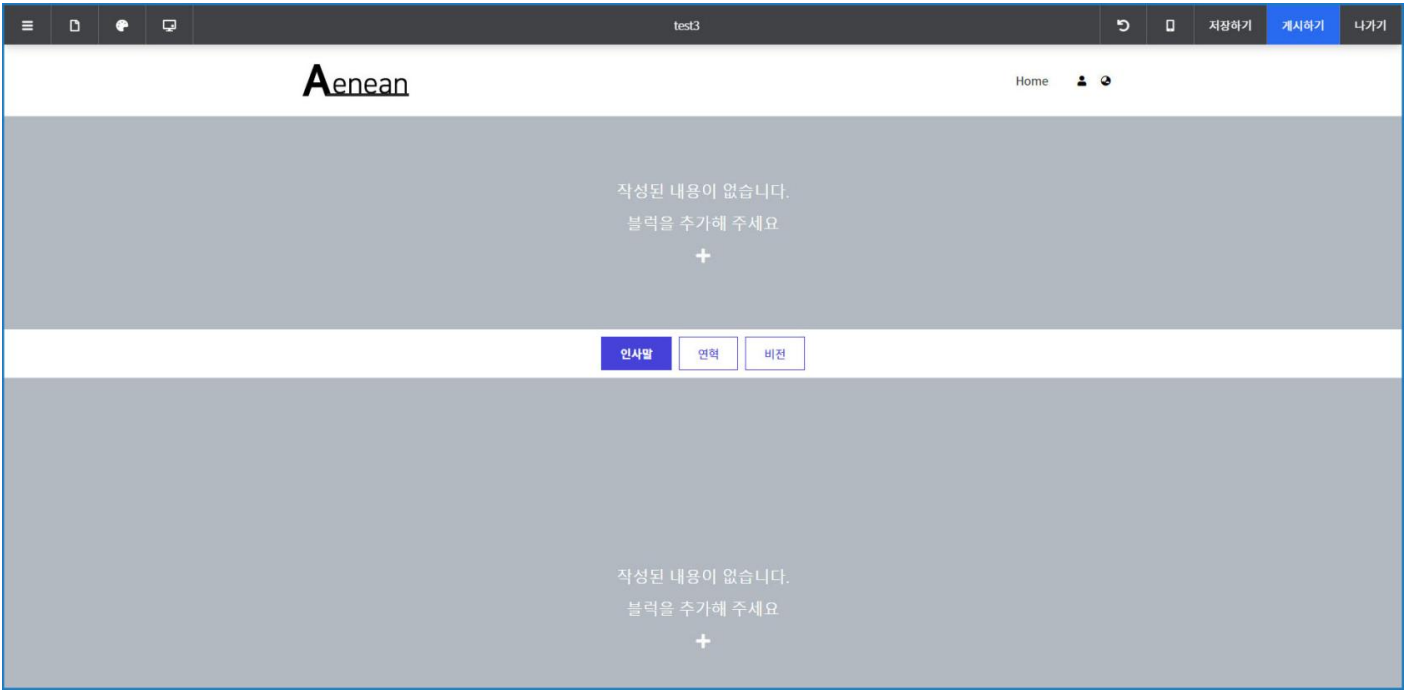 test3
저장하기
게시하기
나가기
Aenean
Home
작성된 내용이 없습니다.
블럭을 추가해 주세요
인사말
연혁
비전
작성된 내용이 없습니다.
블럭을 추가해 주세요